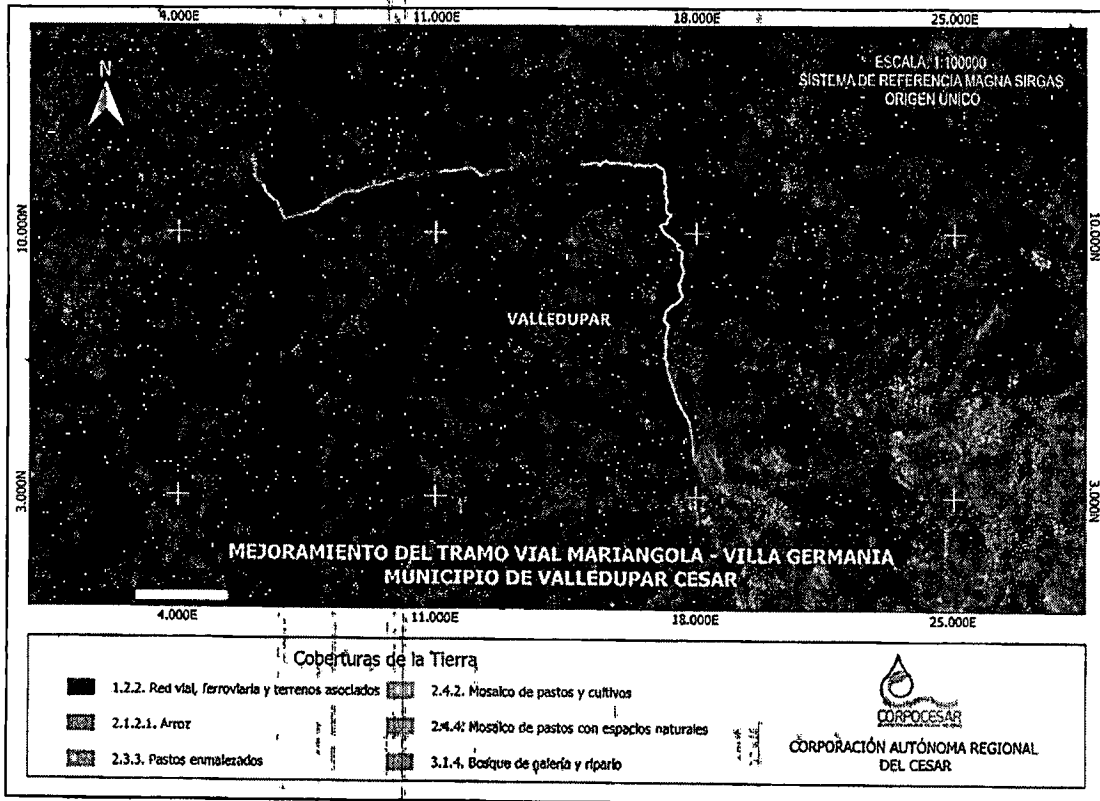 4.000E 11.000E 18.000E 25.000E
N
ESCALA: 1:100000
SISTEMA DE REFERENCIA MAGNA SIRGAS
ORIGEN ÚNICO
10.000N 10.000N
VALLEDUPAR
3.000N 3.000N
MEJORAMIENTO DEL TRAMO VIAL MARIANGOLA - VILLA GERMANIA
MUNICIPIO DE VALLEDUPAR CESAR
4.000E 11.000E 18.000E 25.000E
Coberturas de la Tierra
1.2.2. Red vial, ferroviaria y terrenos asociados
2.1.2.1. Arroz
2.3.3. Pastos enmalezados
2.4.2. Mosaico de pastos y cultivos
2.4.4. Mosaico de pastos con espacios naturales
3.1.4. Bosque de galería y ripario
CORPOCESAR
CORPORACIÓN AUTÓNOMA REGIONAL
DEL CESAR